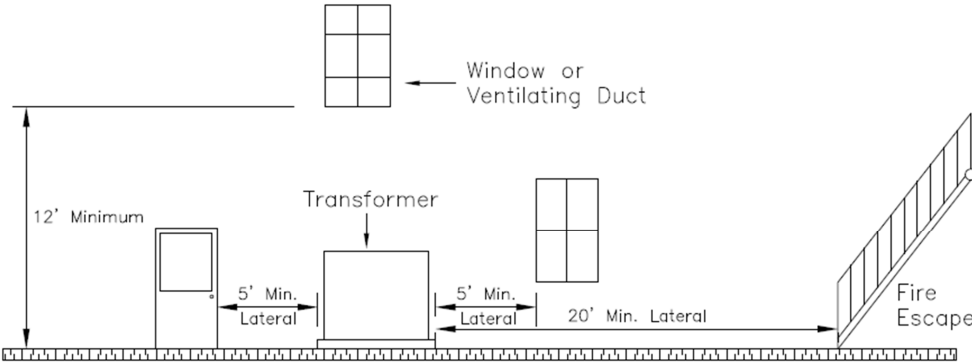 Window or
Ventilating Duct
Transformer
12' Minimum
5' Min.
Lateral
5' Min.
Lateral
20' Min. Lateral
Fire
Escape